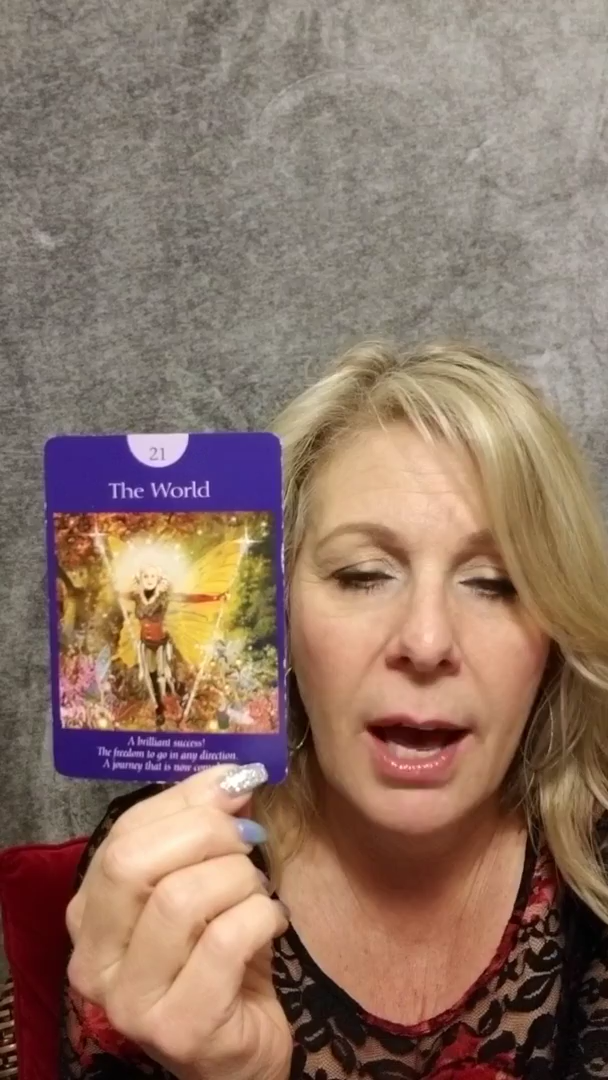 21
The World
A brilliant success!
The freedom to go in any direction.
A journey that is now